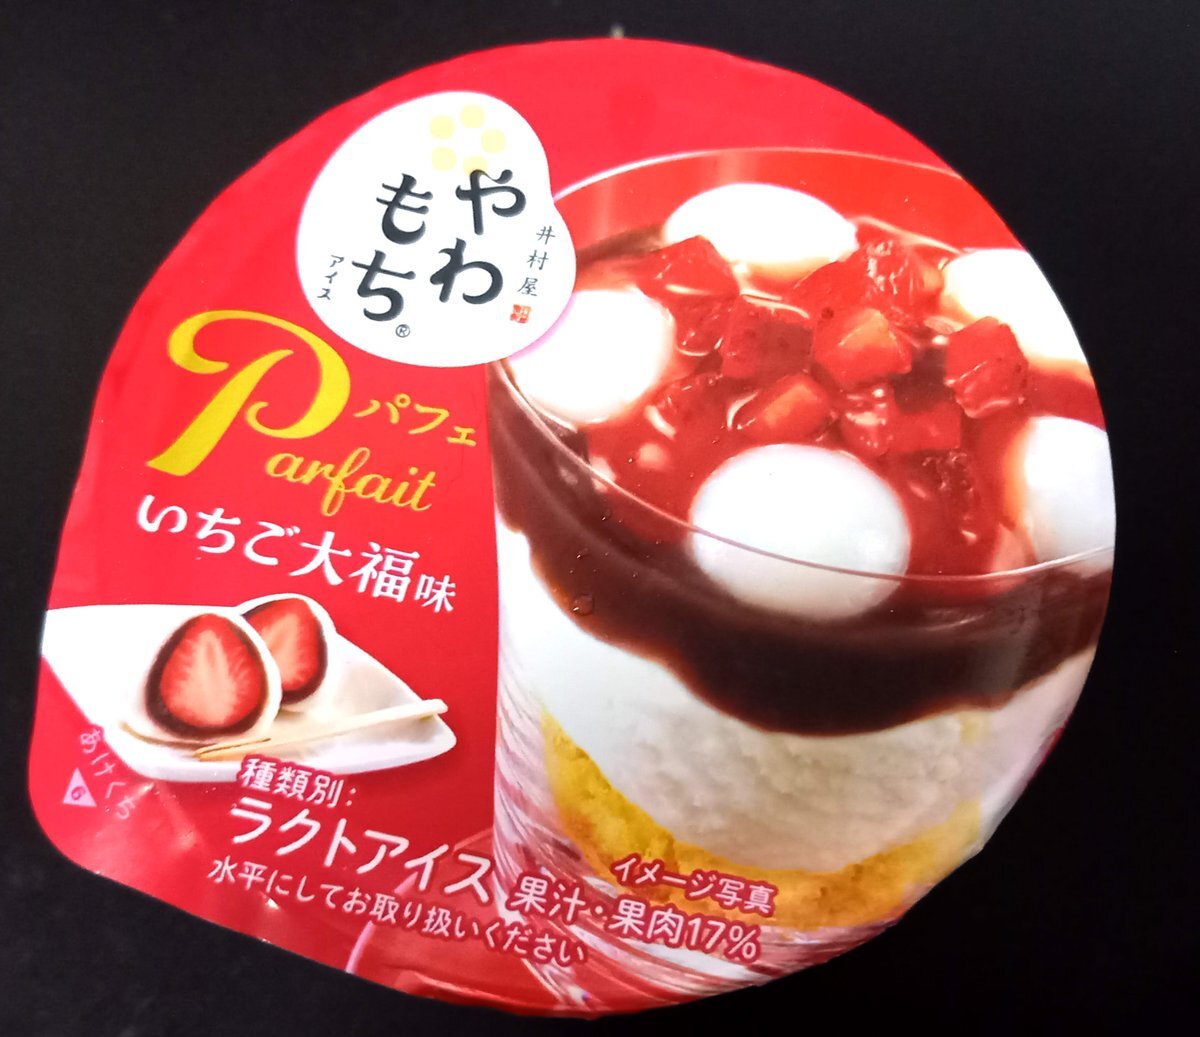 井村屋
やわ
もち®
アイス
Parfait
パフェ
いちご大福味
あけくち
種類別:
ラクトアイス
水平にしてお取り扱いください
イメージ写真
果汁・果肉17%